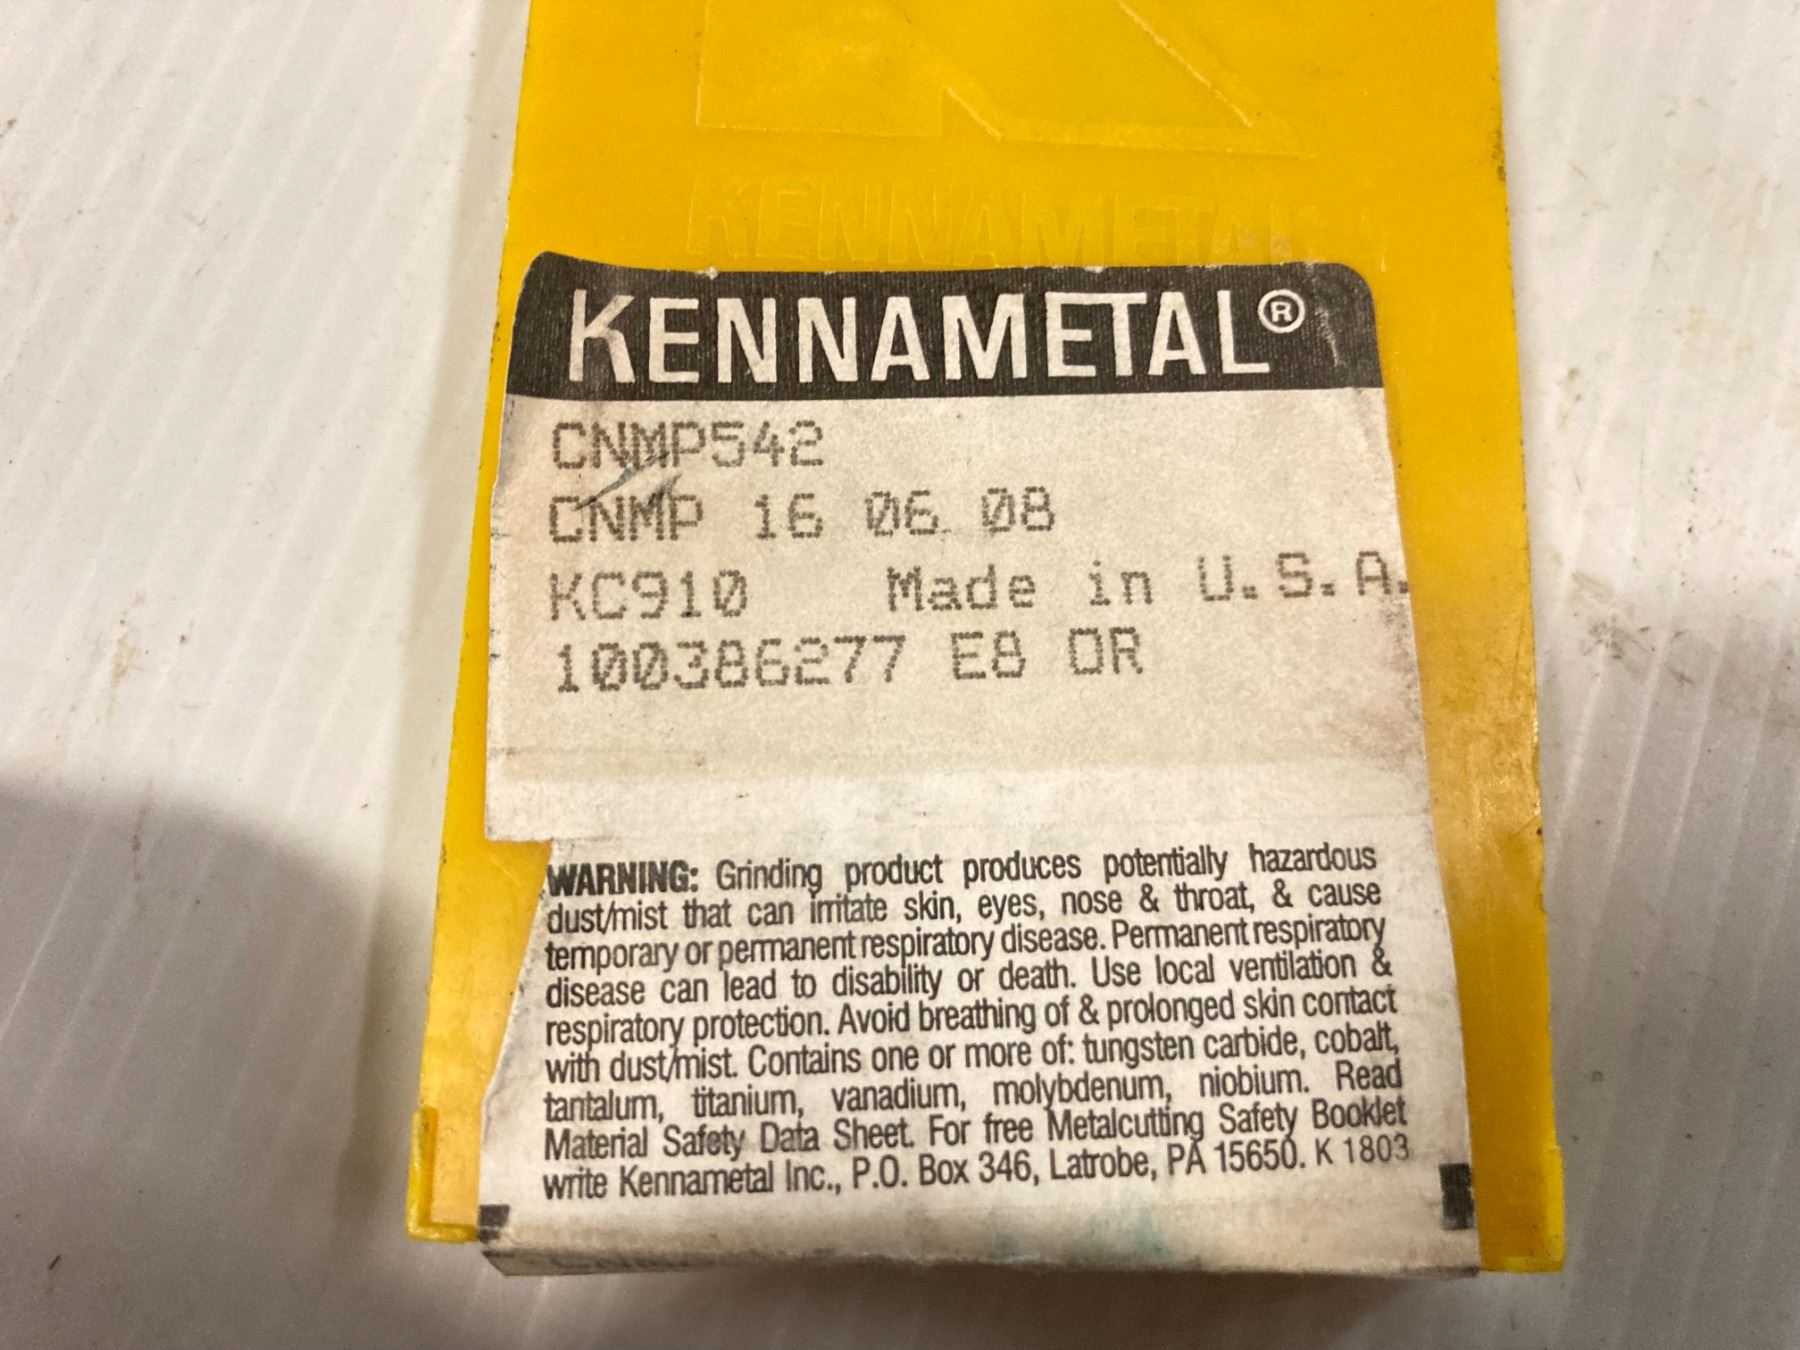 KENNAMETAL
KENNAMETAL®
CNMP542
CNMP 16 06 08
KC910 Made in U.S.A.
100386277 E8 OR
WARNING: Grinding product produces potentially hazardous
dust/mist that can irritate skin, eyes, nose & throat, & cause
temporary or permanent respiratory disease. Permanent respiratory
disease can lead to disability or death. Use local ventilation &
respiratory protection. Avoid breathing of & prolonged skin contact
with dust/mist. Contains one or more of: tungsten carbide, cobalt,
tantalum, titanium, vanadium, molybdenum, niobium. Read
Material Safety Data Sheet. For free Metalcutting Safety Booklet
write Kennametal Inc., P.O. Box 346, Latrobe, PA 15650. K 1803